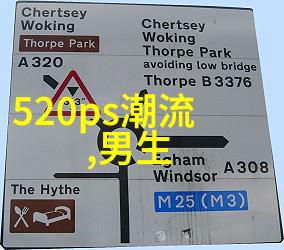 Chertsey
Woking
Thorpe Park
A320
Chertsey
Woking
Thorpe Park
avoiding low bridge
Thorpe B3376
520ps潮流
,男生
Egham
Windsor
A308
M25 (M3)
The Hythe